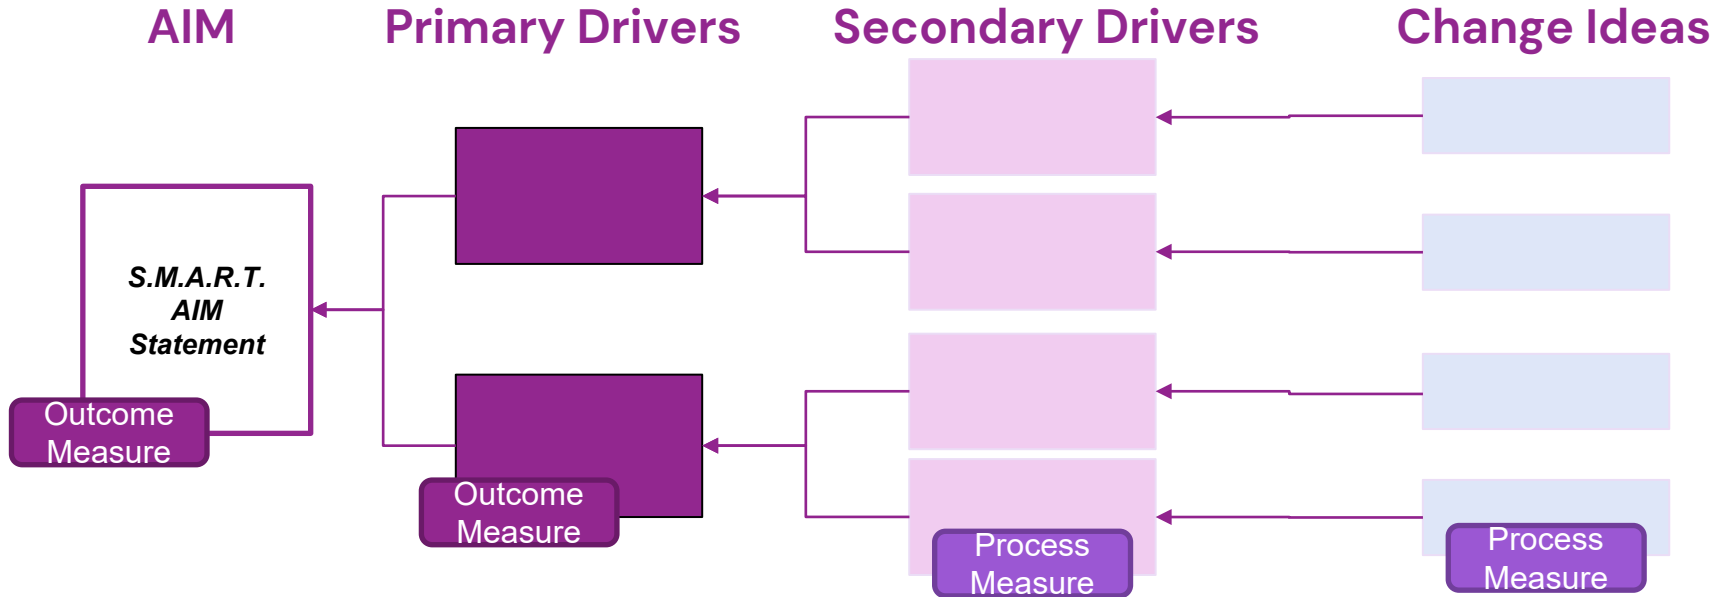 AIM
Primary Drivers
Secondary Drivers
Change Ideas
S.M.A.R.T.
AIM
Statement
Outcome
Measure
Outcome
Measure
Process
Measure
Process
Measure